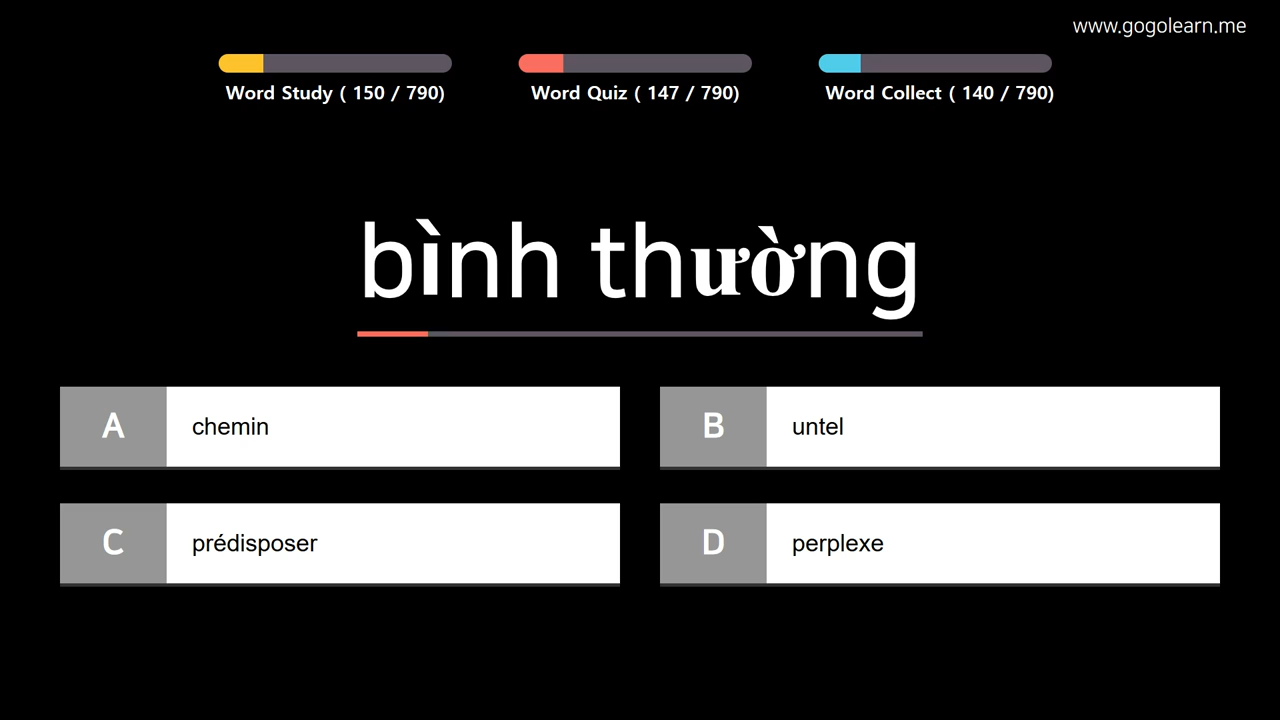 www.gogolearn.me
Word Study ( 150 / 790)
Word Quiz ( 147 / 790)
Word Collect ( 140 / 790)
bình thường
A chemin
B untel
C prédisposer
D perplexe